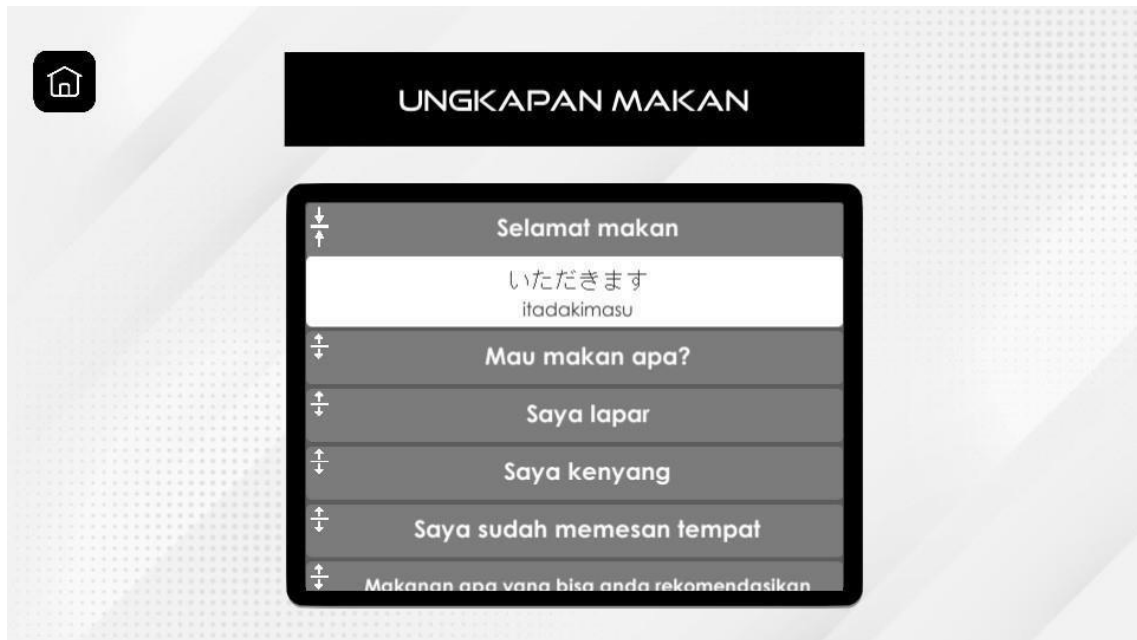 UNGKAPAN MAKAN
Selamat makan
いただきます
itadakimasu
Mau makan apa?
Saya lapar
Saya kenyang
Saya sudah memesan tempat
Makanan apa yang bisa anda rekomendasikan